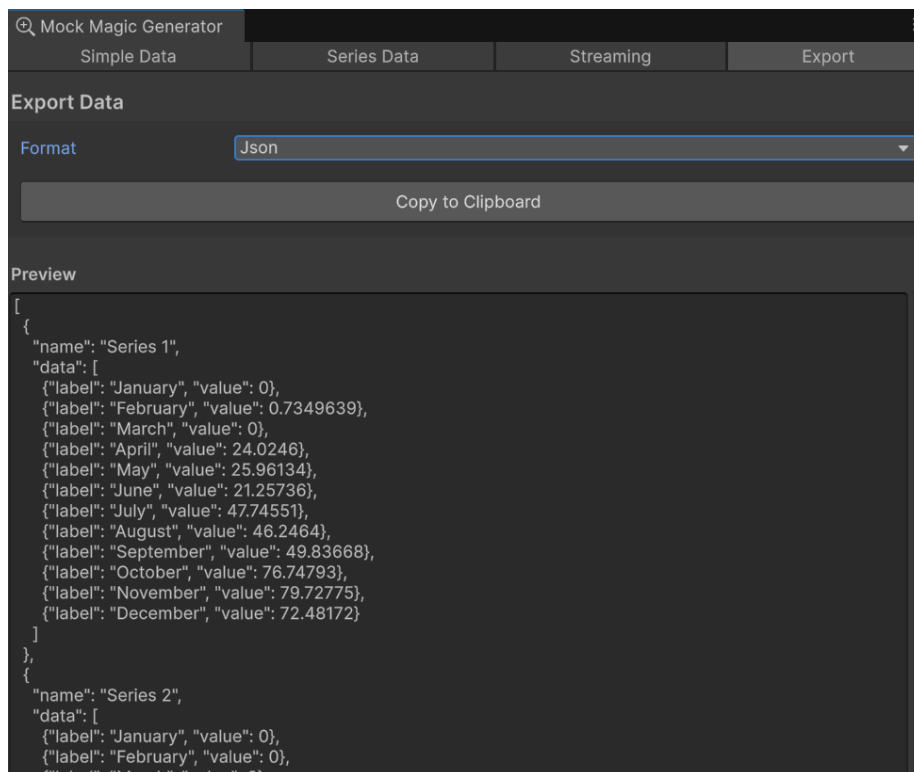 Mock Magic Generator
Simple Data Series Data Streaming Export
Export Data
Format Json
Copy to Clipboard
Preview
[
{
"name": "Series 1",
"data": [
{"label": "January", "value": 0},
{"label": "February", "value": 0.7349639},
{"label": "March", "value": 0},
{"label": "April", "value": 24.0246},
{"label": "May", "value": 25.96134},
{"label": "June", "value": 21.25736},
{"label": "July", "value": 47.74551},
{"label": "August", "value": 46.2464},
{"label": "September", "value": 49.83668},
{"label": "October", "value": 76.74793},
{"label": "November", "value": 79.72775},
{"label": "December", "value": 72.48172}
]
},
{
"name": "Series 2",
"data": [
{"label": "January", "value": 0},
{"label": "February", "value": 0},